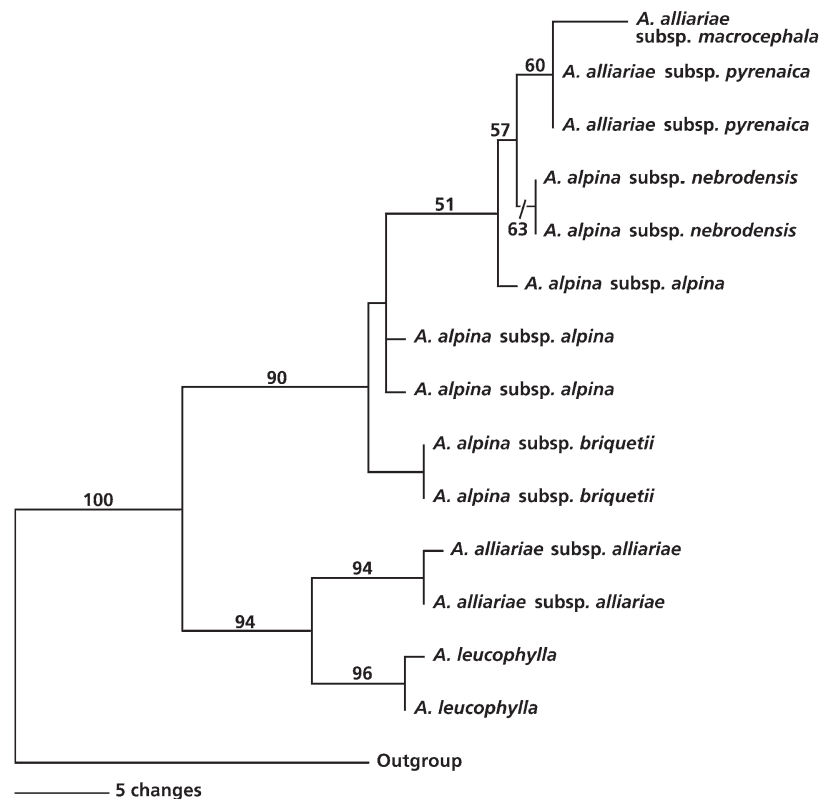 A. alliariae
subsp. macrocephala
60
A. alliariae subsp. pyrenaica
A. alliariae subsp. pyrenaica
57
A. alpina subsp. nebrodensis
51
63
A. alpina subsp. nebrodensis
A. alpina subsp. alpina
A. alpina subsp. alpina
90
A. alpina subsp. alpina
A. alpina subsp. briquetii
A. alpina subsp. briquetii
100
A. alliariae subsp. alliariae
94
A. alliariae subsp. alliariae
94
A. leucophylla
96
A. leucophylla
Outgroup
5 changes